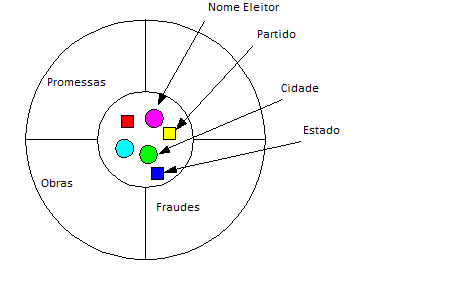 Nome Eleitor
Partido
Promessas
Cidade
Estado
Obras
Fraudes